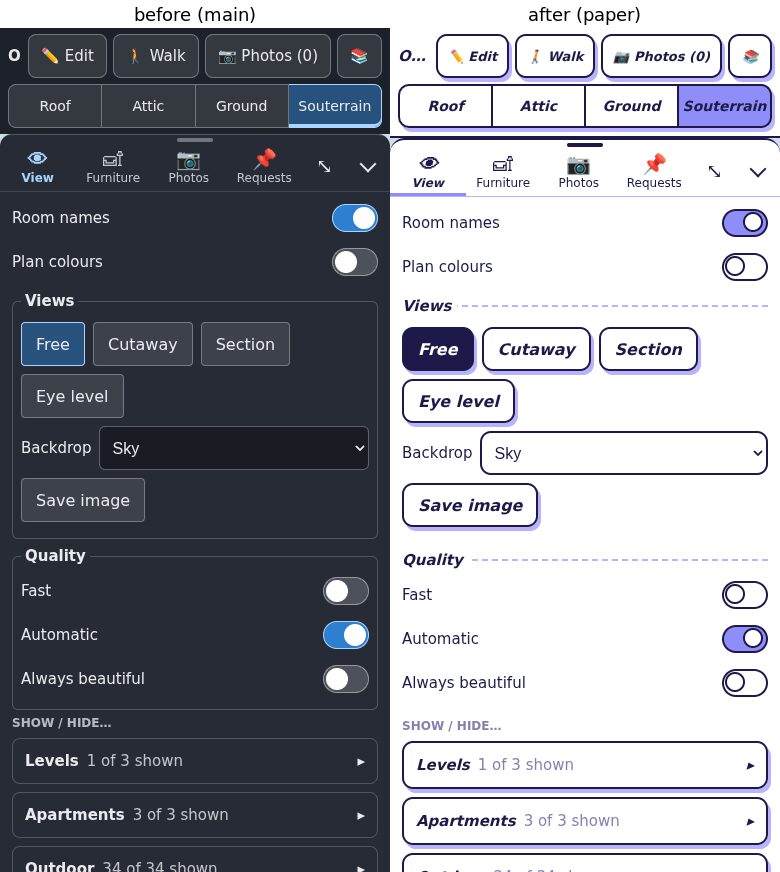 before (main)
O
Edit
Walk
Photos (0)
Roof
Attic
Ground
Souterrain
View
Furniture
Photos
Requests
Room names
Plan colours
Views
Free
Cutaway
Section
Eye level
Backdrop
Sky
Save image
Quality
Fast
Automatic
Always beautiful
SHOW / HIDE…
Levels 1 of 3 shown
Apartments 3 of 3 shown
Outdoor 34 of 34 shown
after (paper)
O…
Edit
Walk
Photos (0)
Roof
Attic
Ground
Souterrain
View
Furniture
Photos
Requests
Room names
Plan colours
Views
Free
Cutaway
Section
Eye level
Backdrop
Sky
Save image
Quality
Fast
Automatic
Always beautiful
SHOW / HIDE…
Levels 1 of 3 shown
Apartments 3 of 3 shown